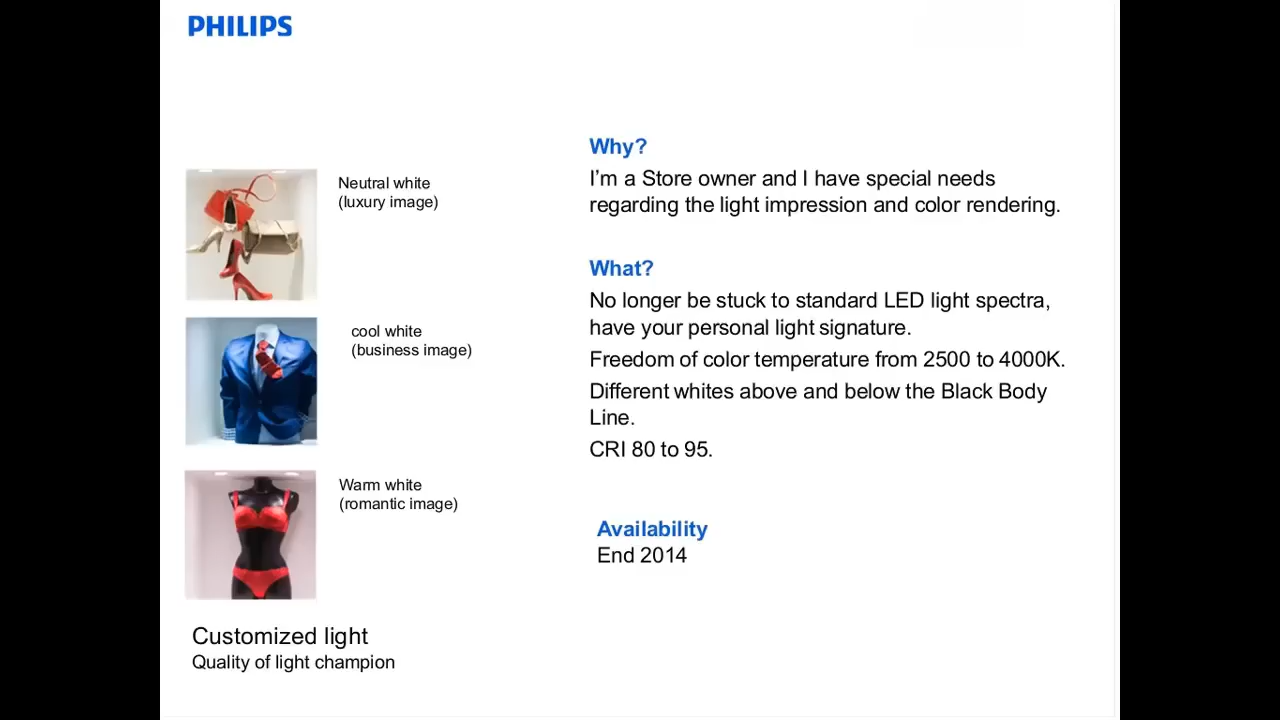 PHILIPS
Neutral white
(luxury image)
cool white
(business image)
Warm white
(romantic image)
Customized light
Quality of light champion
Why?
I’m a Store owner and I have special needs
regarding the light impression and color rendering.
What?
No longer be stuck to standard LED light spectra,
have your personal light signature.
Freedom of color temperature from 2500 to 4000K.
Different whites above and below the Black Body
Line.
CRI 80 to 95.
Availability
End 2014